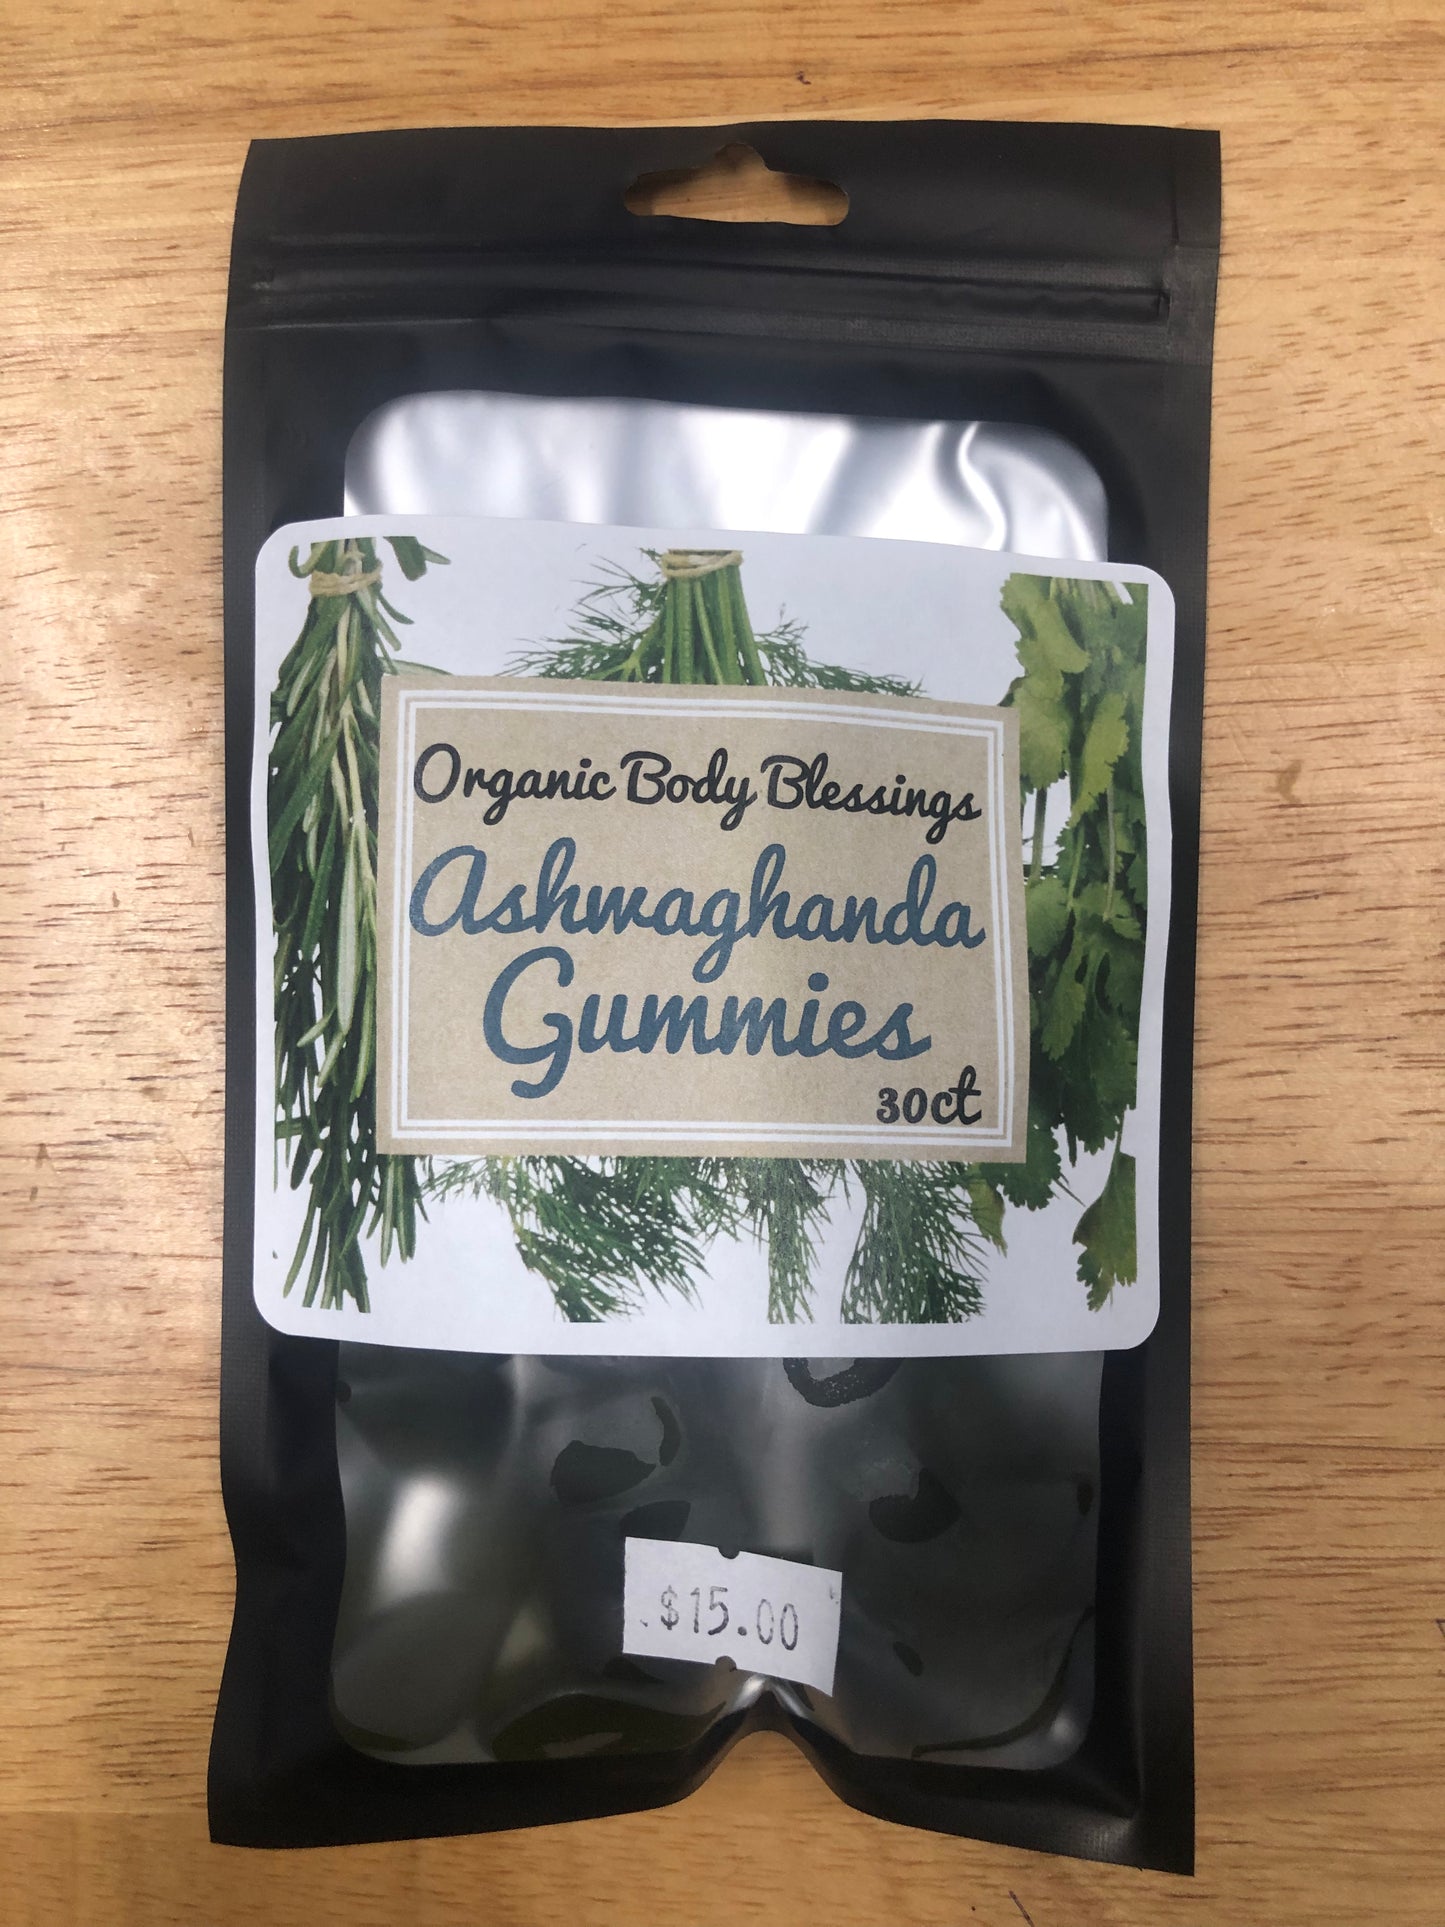 Organic Body Blessings
Ashwaghanda
Gummies
30ct
$15.00